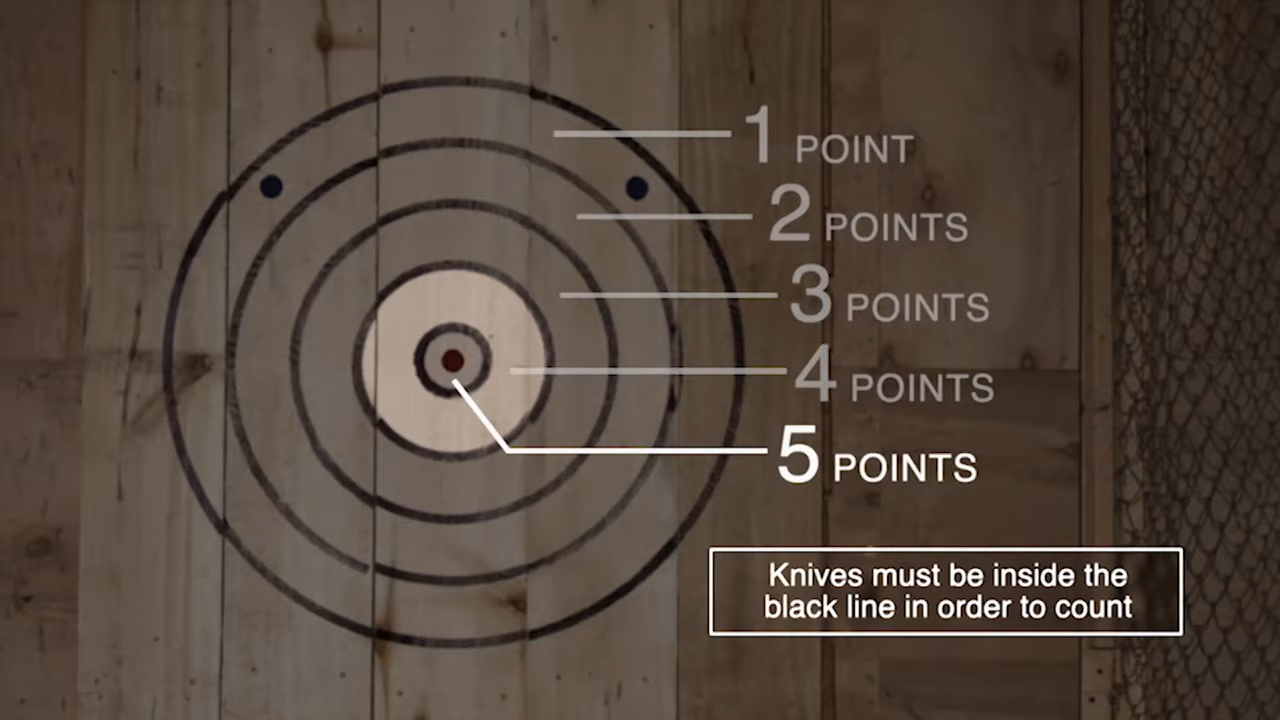 1 POINT
2 POINTS
3 POINTS
4 POINTS
5 POINTS
Knives must be inside the
black line in order to count